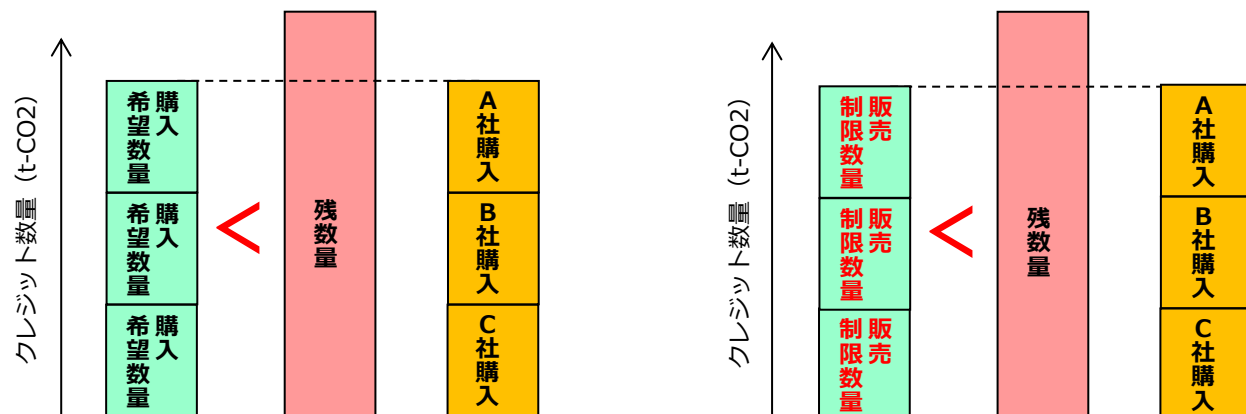 クレジット数量（t-CO2）
購入
希望数量
購入
希望数量
購入
希望数量
<
残数量
A社購入
B社購入
C社購入
クレジット数量（t-CO2）
販売
制限数量
販売
制限数量
販売
制限数量
<
残数量
A社購入
B社購入
C社購入